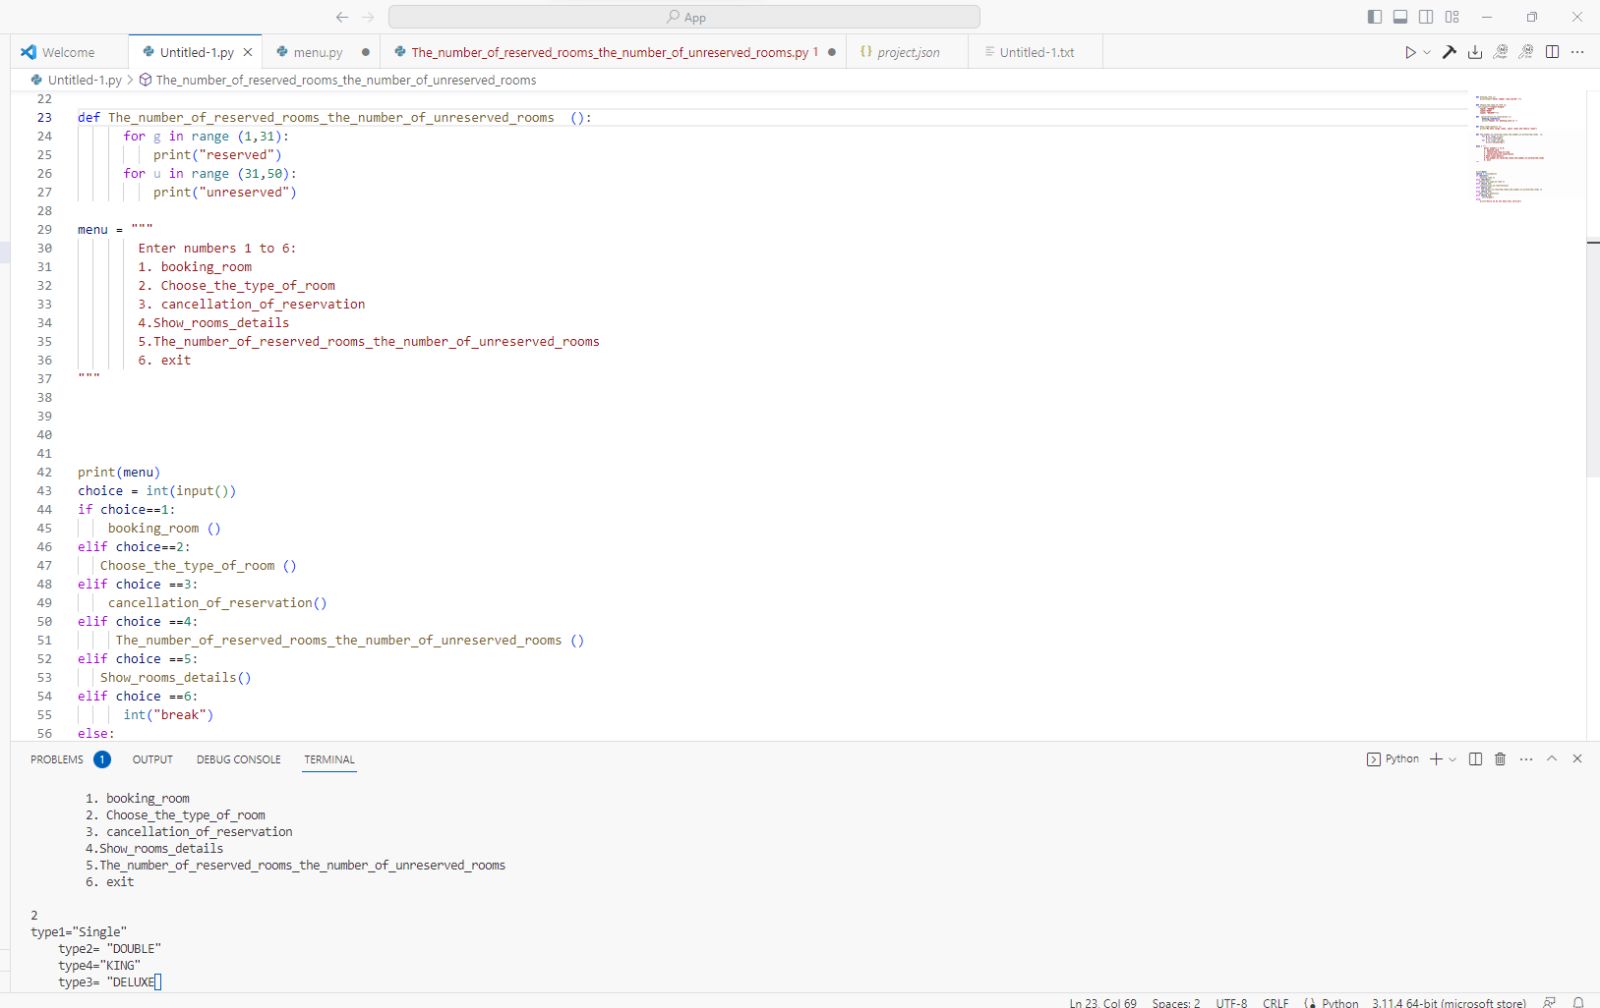 App
Welcome
Untitled-1.py
menu.py
The_number_of_reserved_rooms_the_number_of_unreserved_rooms.py 1
{} project.json
Untitled-1.txt
Untitled-1.py > The_number_of_reserved_rooms_the_number_of_unreserved_rooms
22
23 def The_number_of_reserved_rooms_the_number_of_unreserved_rooms  ():
24 for g in range (1,31):
25 print("reserved")
26 for u in range (31,50):
27 print("unreserved")
28
29 menu = """
30 Enter numbers 1 to 6:
31 1. booking_room
32 2. Choose_the_type_of_room
33 3. cancellation_of_reservation
34 4.Show_rooms_details
35 5.The_number_of_reserved_rooms_the_number_of_unreserved_rooms
36 6. exit
37 """
38
39
40
41
42 print(menu)
43 choice = int(input())
44 if choice==1:
45 booking_room ()
46 elif choice==2:
47 Choose_the_type_of_room ()
48 elif choice ==3:
49 cancellation_of_reservation()
50 elif choice ==4:
51 The_number_of_reserved_rooms_the_number_of_unreserved_rooms ()
52 elif choice ==5:
53 Show_rooms_details()
54 elif choice ==6:
55 int("break")
56 else:
PROBLEMS 1 OUTPUT DEBUG CONSOLE TERMINAL
Python
1. booking_room
2. Choose_the_type_of_room
3. cancellation_of_reservation
4.Show_rooms_details
5.The_number_of_reserved_rooms_the_number_of_unreserved_rooms
6. exit
2
type1="Single"
type2= "DOUBLE"
type4="KING"
type3= "DELUXE
Ln 23, Col 69 Spaces: 2 UTF-8 CRLF Python 3.11.4 64-bit (microsoft store)